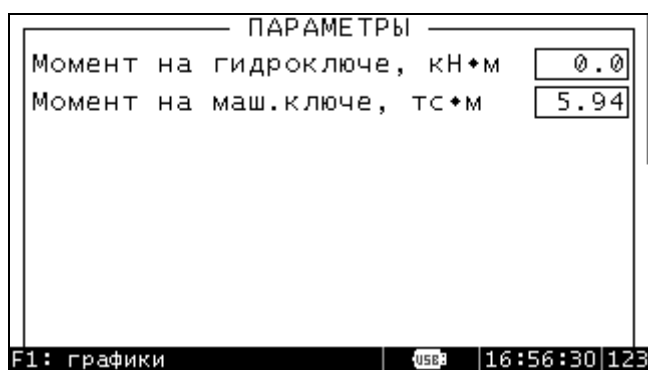 ПАРАМЕТРЫ
Момент на гидроключе, кН♦м 0.0
Момент на маш.ключе, тс♦м 5.94
F1: графики USB 16:56:30 123